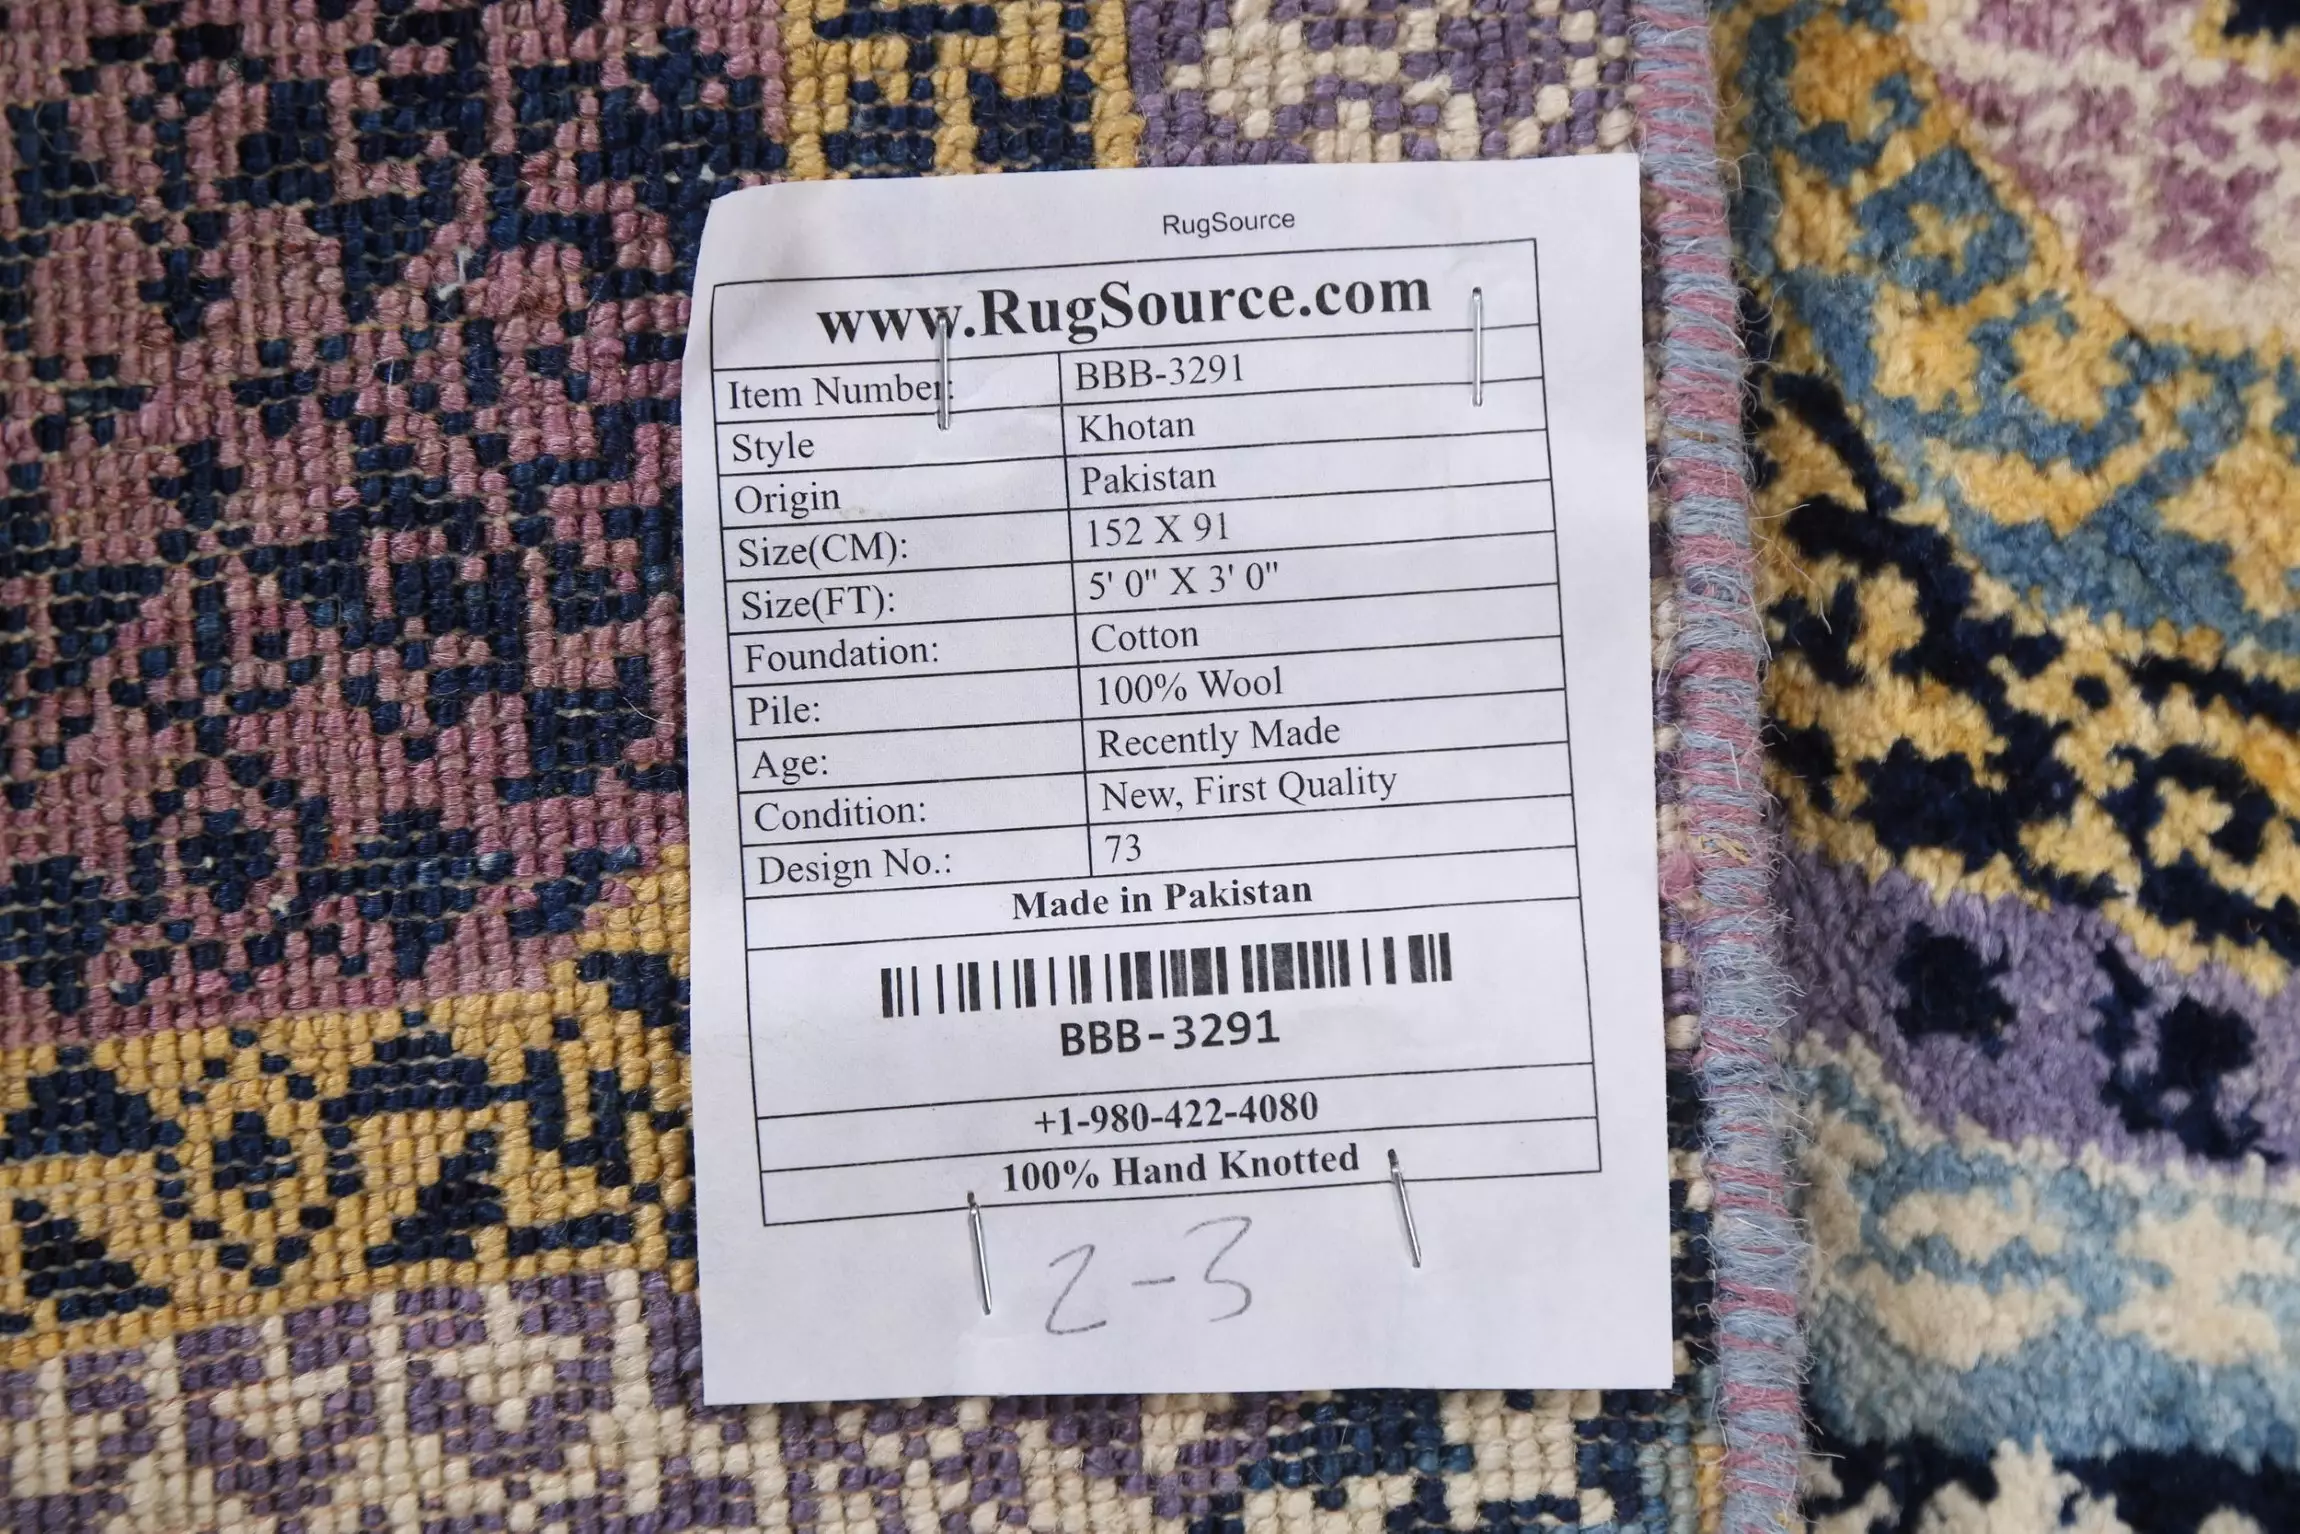 RugSource
www.RugSource.com
Item Number: BBB-3291
Style Khotan
Origin Pakistan
Size(CM): 152 X 91
Size(FT): 5' 0" X 3' 0"
Foundation: Cotton
Pile: 100% Wool
Age: Recently Made
Condition: New, First Quality
Design No.: 73
Made in Pakistan
BBB-3291
+1-980-422-4080
100% Hand Knotted
2-3